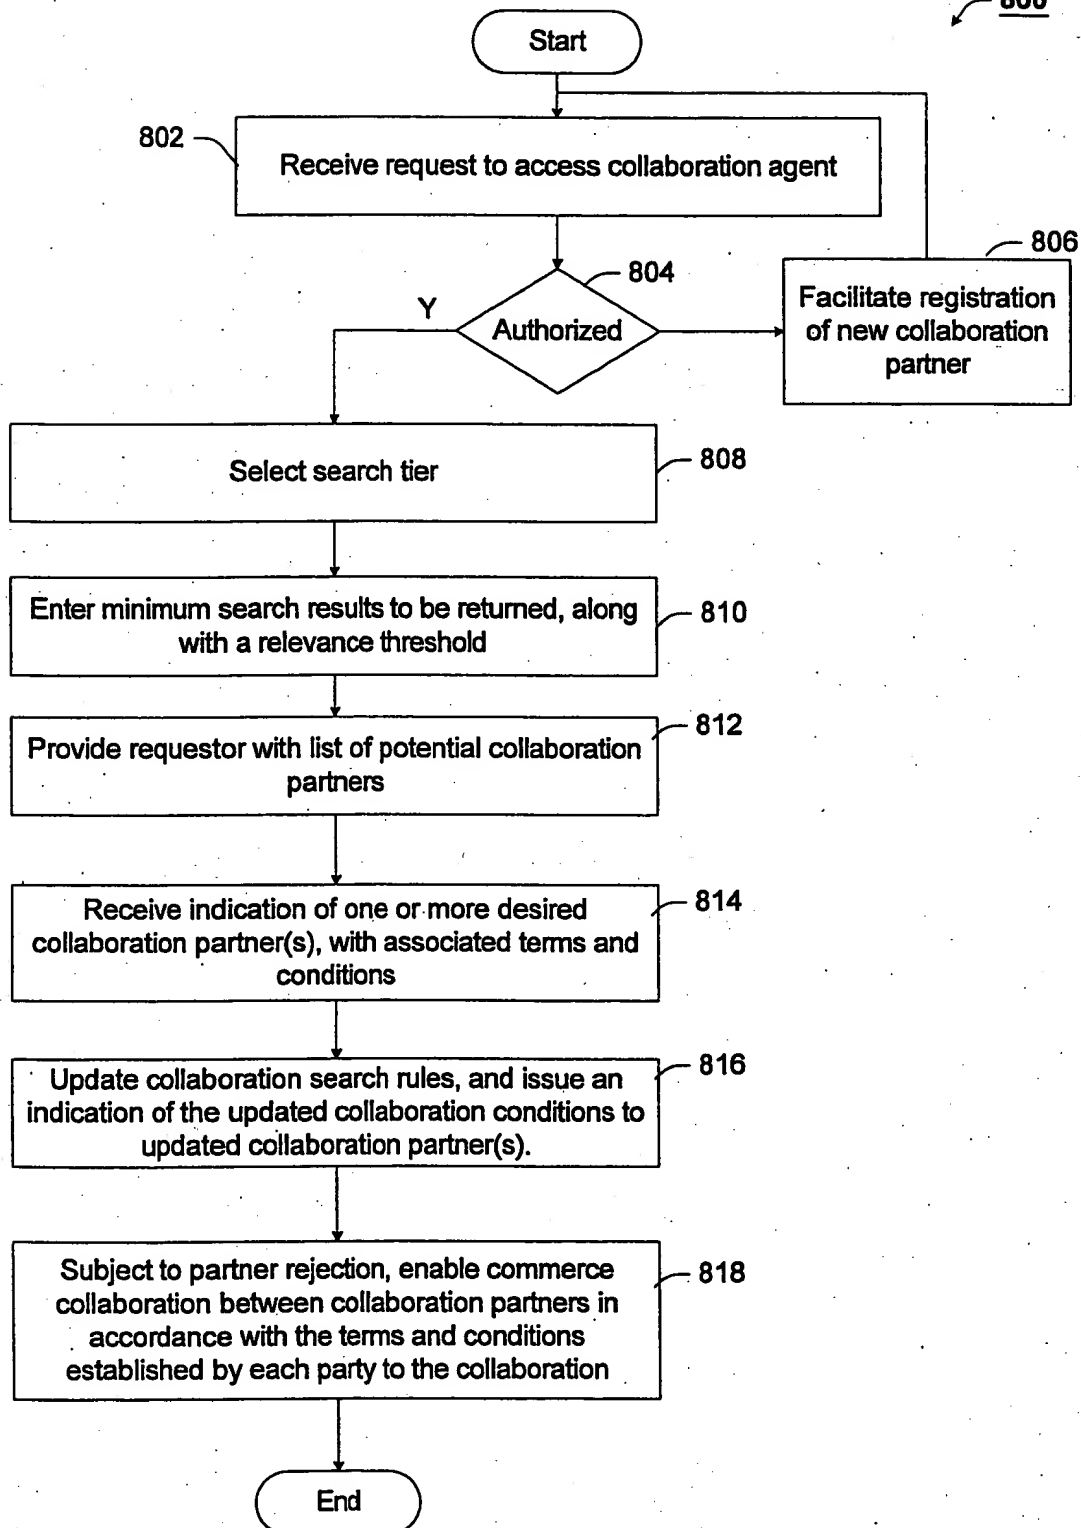 Start
802
Receive request to access collaboration agent
804
806
Y
Authorized
Facilitate registration
of new collaboration
partner
Select search tier
808
Enter minimum search results to be returned, along
with a relevance threshold
810
812
Provide requestor with list of potential collaboration
partners
814
Receive indication of one or more desired
collaboration partner(s), with associated terms and
conditions
816
Update collaboration search rules, and issue an
indication of the updated collaboration conditions to
updated collaboration partner(s).
818
Subject to partner rejection, enable commerce
collaboration between collaboration partners in
accordance with the terms and conditions
established by each party to the collaboration
End